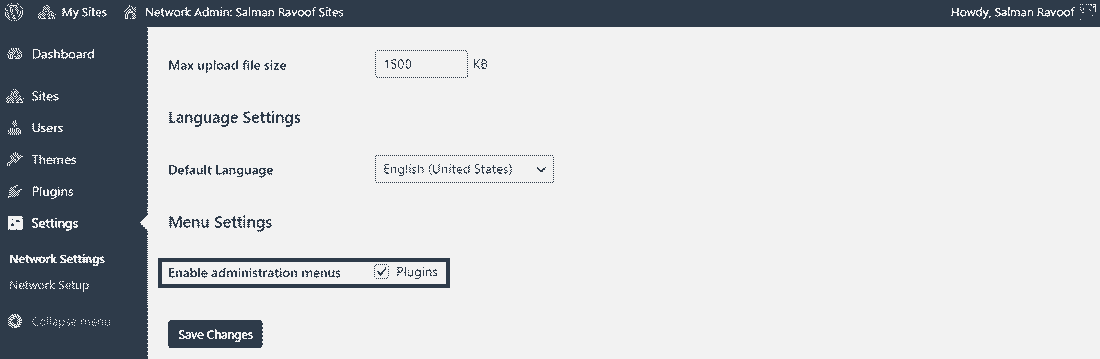 My Sites Network Admin: Salman Ravoof Sites Howdy, Salman Ravoof
Dashboard
Sites
Users
Themes
Plugins
Settings
Network Settings
Network Setup
Collapse menu
Max upload file size 1500 KB
Language Settings
Default Language English (United States)
Menu Settings
Enable administration menus Plugins
Save Changes